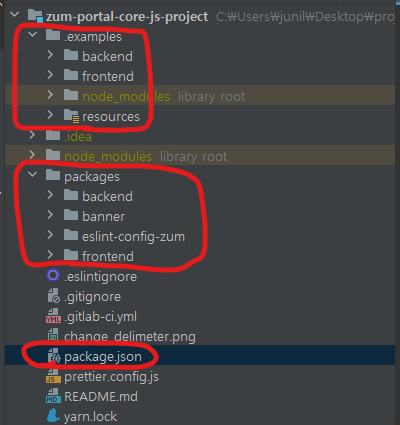 zum-portal-core-js-project C:₩Users₩junil₩Desktop₩proj
.examples
backend
frontend
node_modules library root
resources
.idea
node_modules library root
packages
backend
banner
eslint-config-zum
frontend
.eslintignore
.gitignore
.gitlab-ci.yml
change_delimeter.png
package.json
prettier.config.js
README.md
yarn.lock